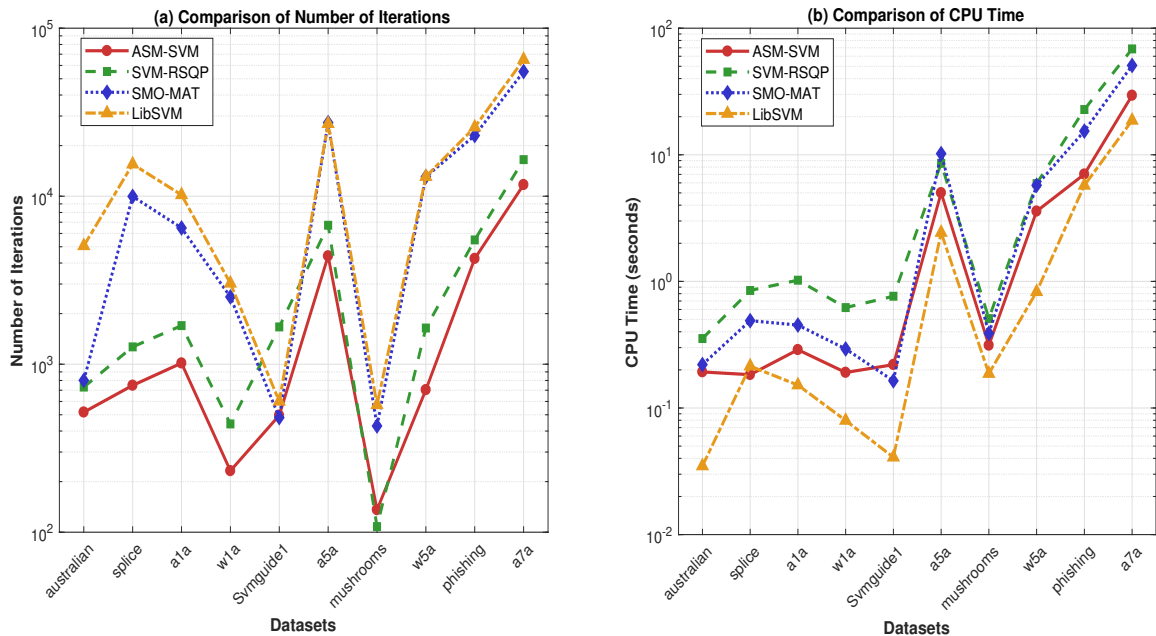 (a) Comparison of Number of Iterations
10^5
10^4
10^3
10^2
Number of Iterations
ASM-SVM
SVM-RSQP
SMO-MAT
LibSVM
australian
splice
a1a
w1a
Svmguide1
a5a
mushrooms
w5a
phishing
a7a
Datasets
(b) Comparison of CPU Time
10^2
10^1
10^0
10^-1
10^-2
CPU Time (seconds)
ASM-SVM
SVM-RSQP
SMO-MAT
LibSVM
australian
splice
a1a
w1a
Svmguide1
a5a
mushrooms
w5a
phishing
a7a
Datasets